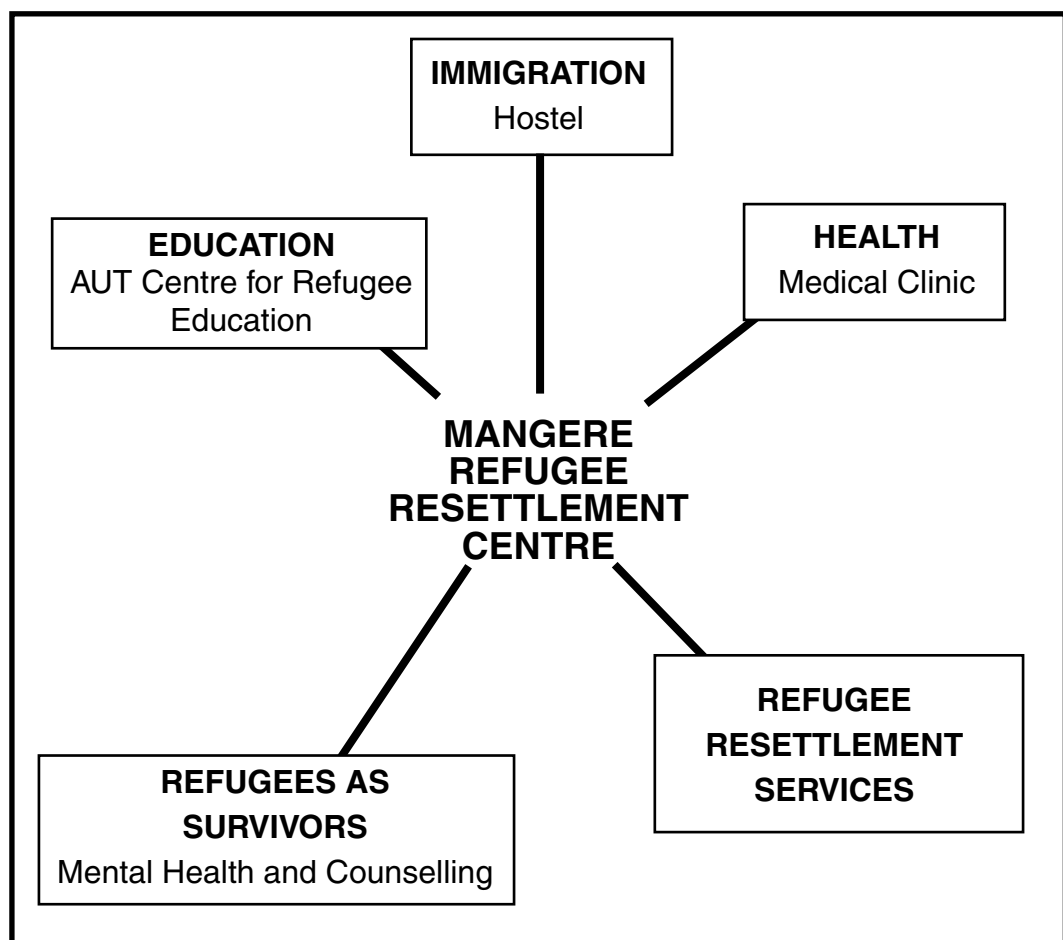 IMMIGRATION
Hostel
EDUCATION
AUT Centre for Refugee
Education
HEALTH
Medical Clinic
MANGERE
REFUGEE
RESETTLEMENT
CENTRE
REFUGEES AS
SURVIVORS
Mental Health and Counselling
REFUGEE
RESETTLEMENT
SERVICES